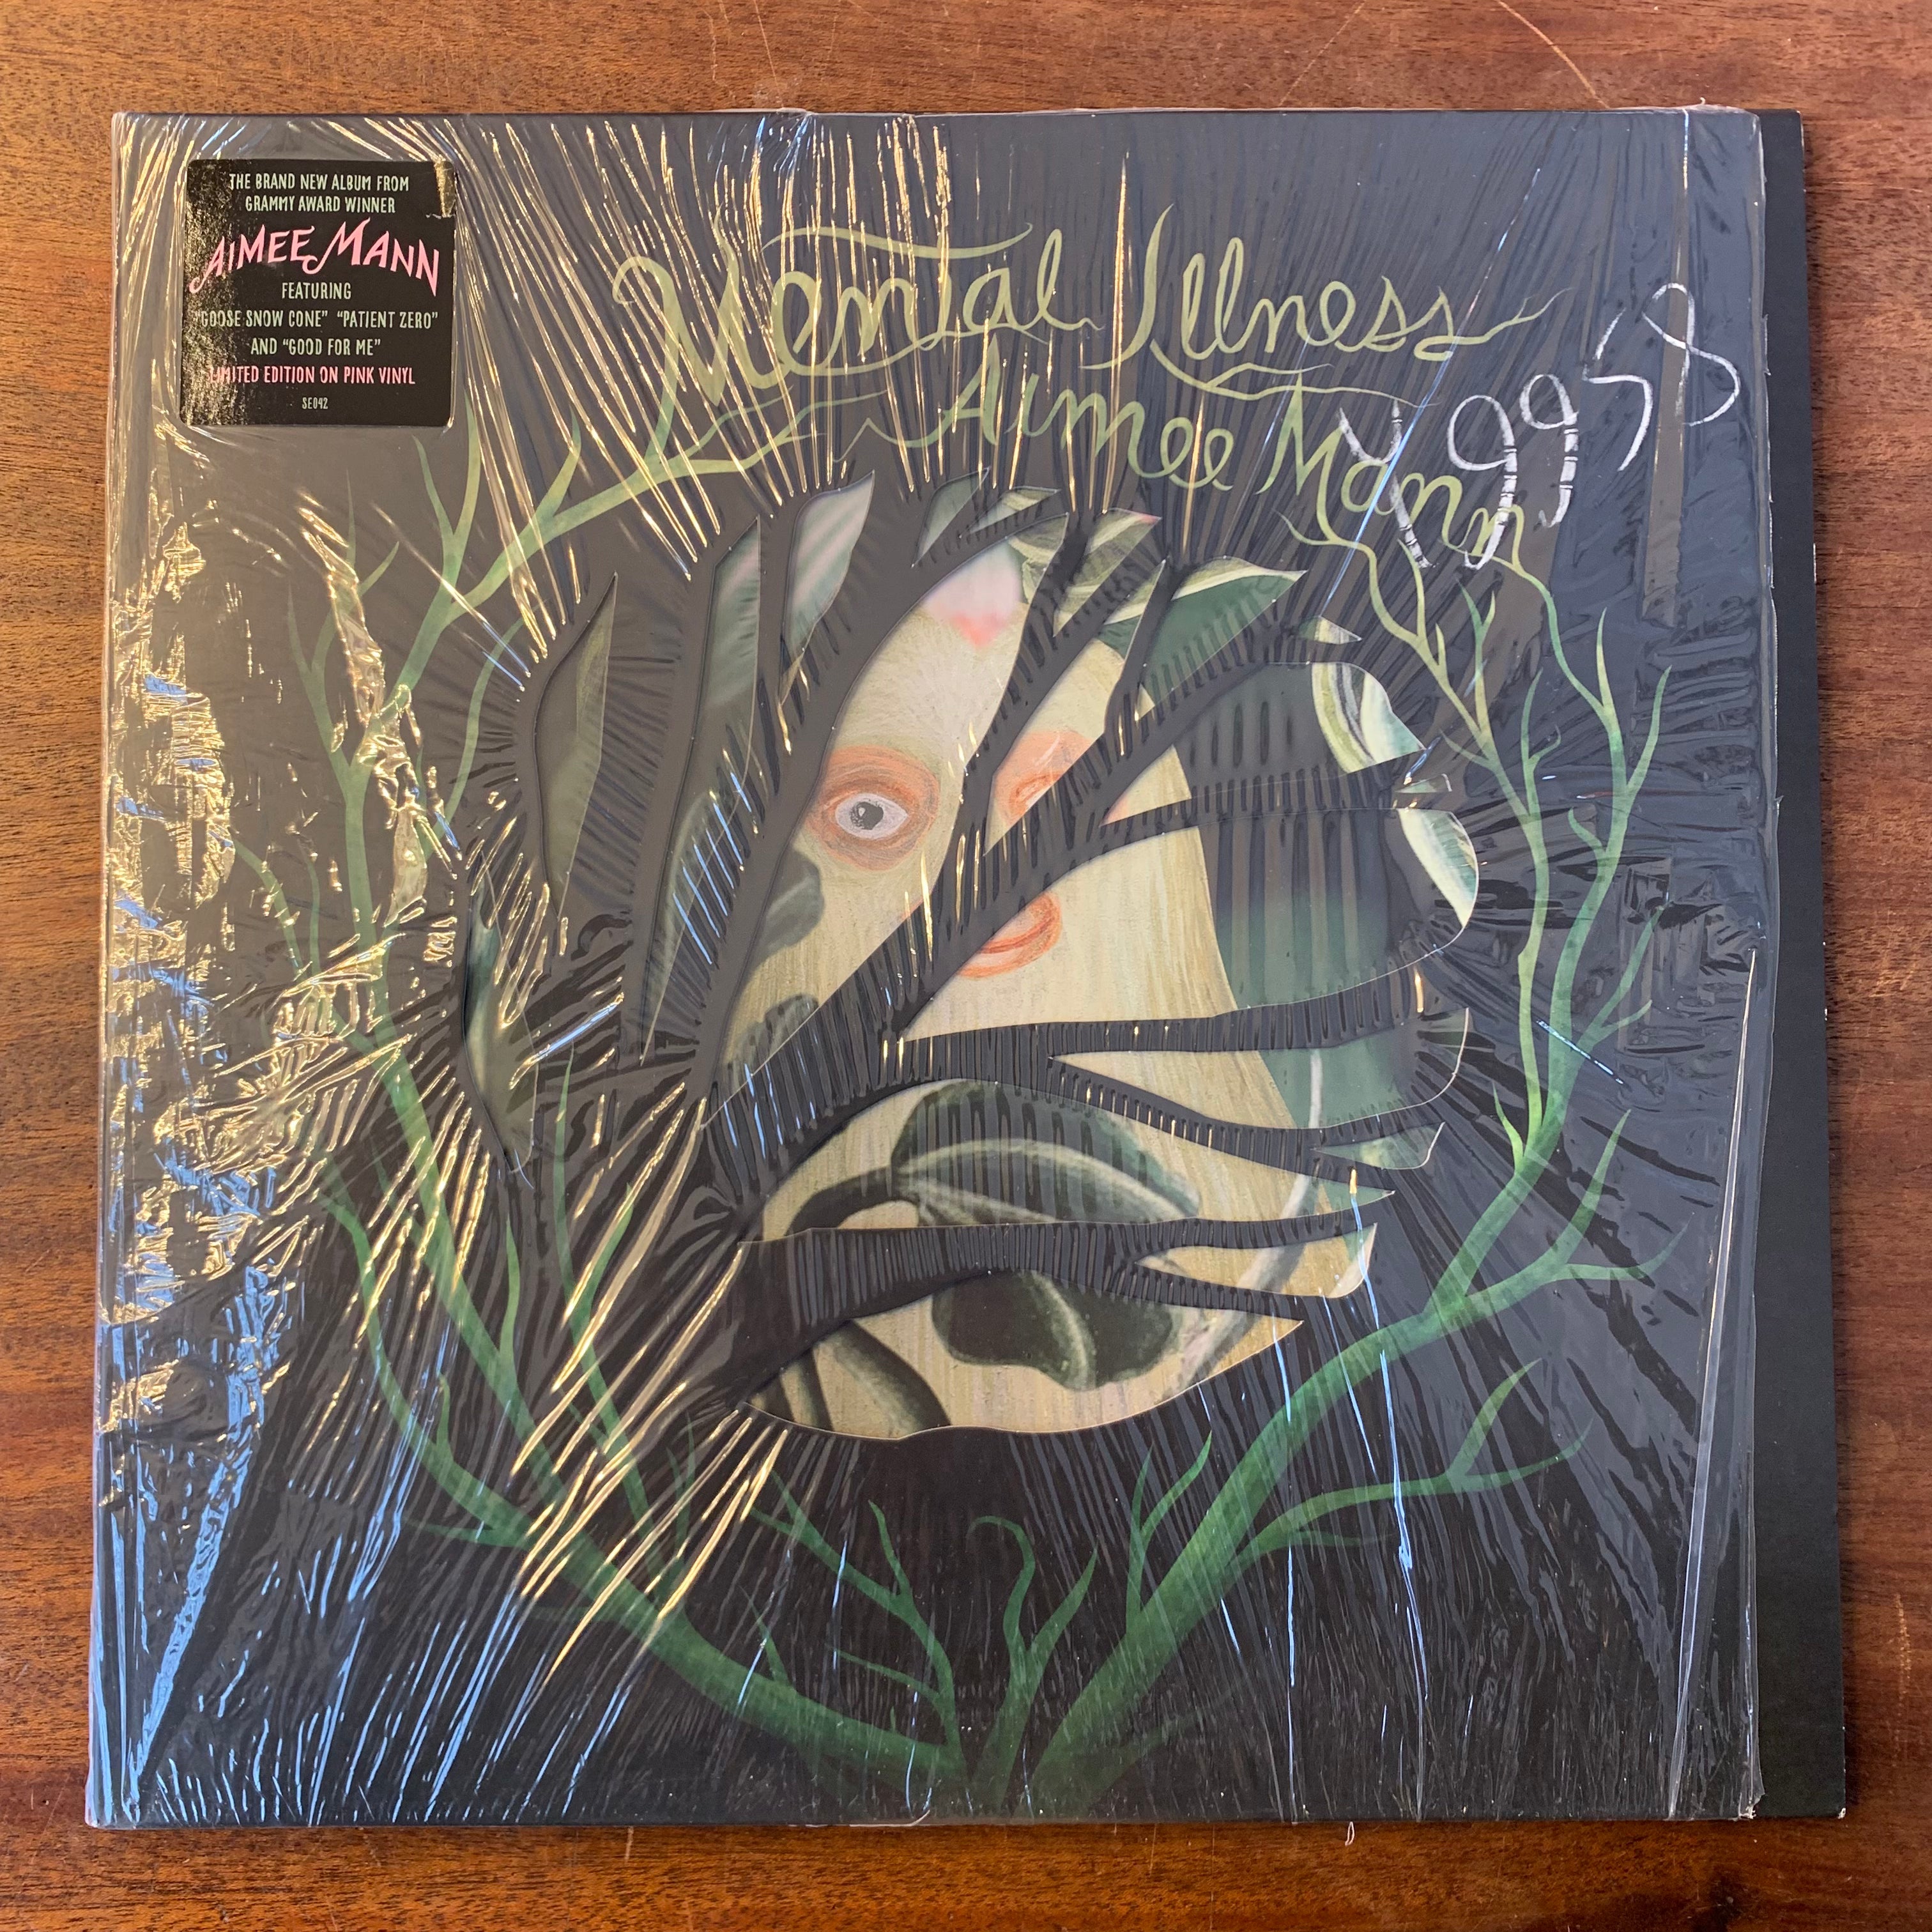 THE BRAND NEW ALBUM FROM
GRAMMY AWARD WINNER
AIMEE MANN
FEATURING
"GOOSE SNOW CONE" "PATIENT ZERO"
AND "GOOD FOR ME"
LIMITED EDITION ON PINK VINYL
SE042
Mental Illness
Aimee Mann